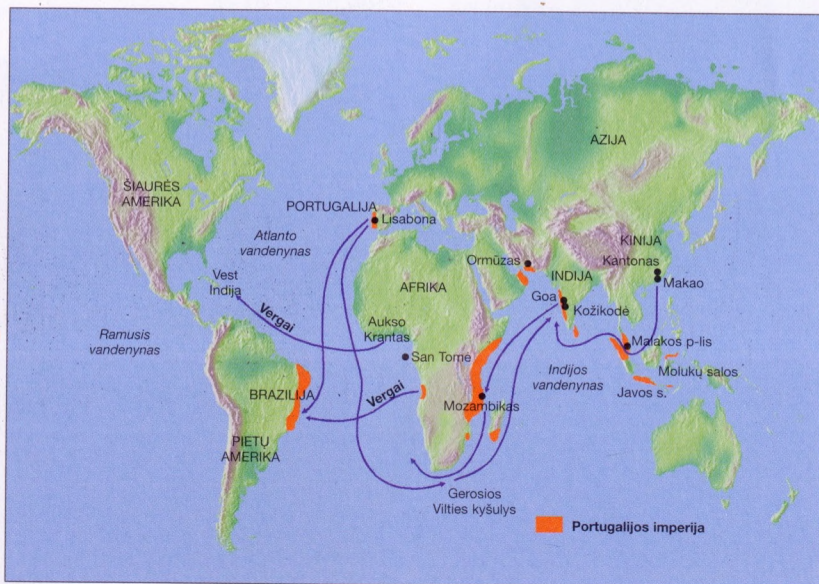 AZIJA
ŠIAURĖS
AMERIKA
PORTUGALIJA
Lisabona
Atlanto
vandenynas
KINIJA
Kantonas
Makao
Ormūzas
INDIJA
Goa
Kožikodė
Vest
Indija
AFRIKA
Vergai
Aukso
Krantas
Ramusis
vandenynas
San Tomė
Malakos p-lis
Molukų salos
Indijos
vandenynas
Javos s.
BRAZILIJA
Vergai
Mozambikas
PIETŲ
AMERIKA
Gerosios
Vilties kyšulys
Portugalijos imperija